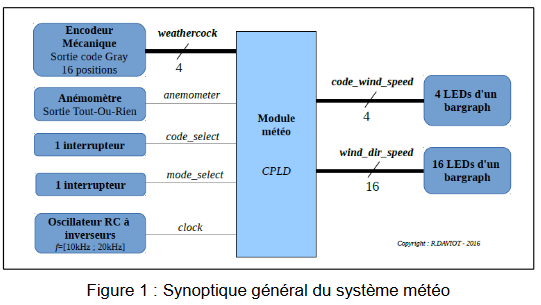 Encodeur
Mécanique
Sortie code Gray
16 positions
weathercock
4
Anémomètre
Sortie Tout-Ou-Rien
anemometer
1 interrupteur
code_select
1 interrupteur
mode_select
Oscillateur RC à
inverseurs
f=[10kHz ; 20kHz]
clock
Module
météo
CPLD
code_wind_speed
4
4 LEDs d'un
bargraph
wind_dir_speed
16
16 LEDs d'un
bargraph
Copyright : R.DAVIOT - 2016
Figure 1 : Synoptique général du système météo